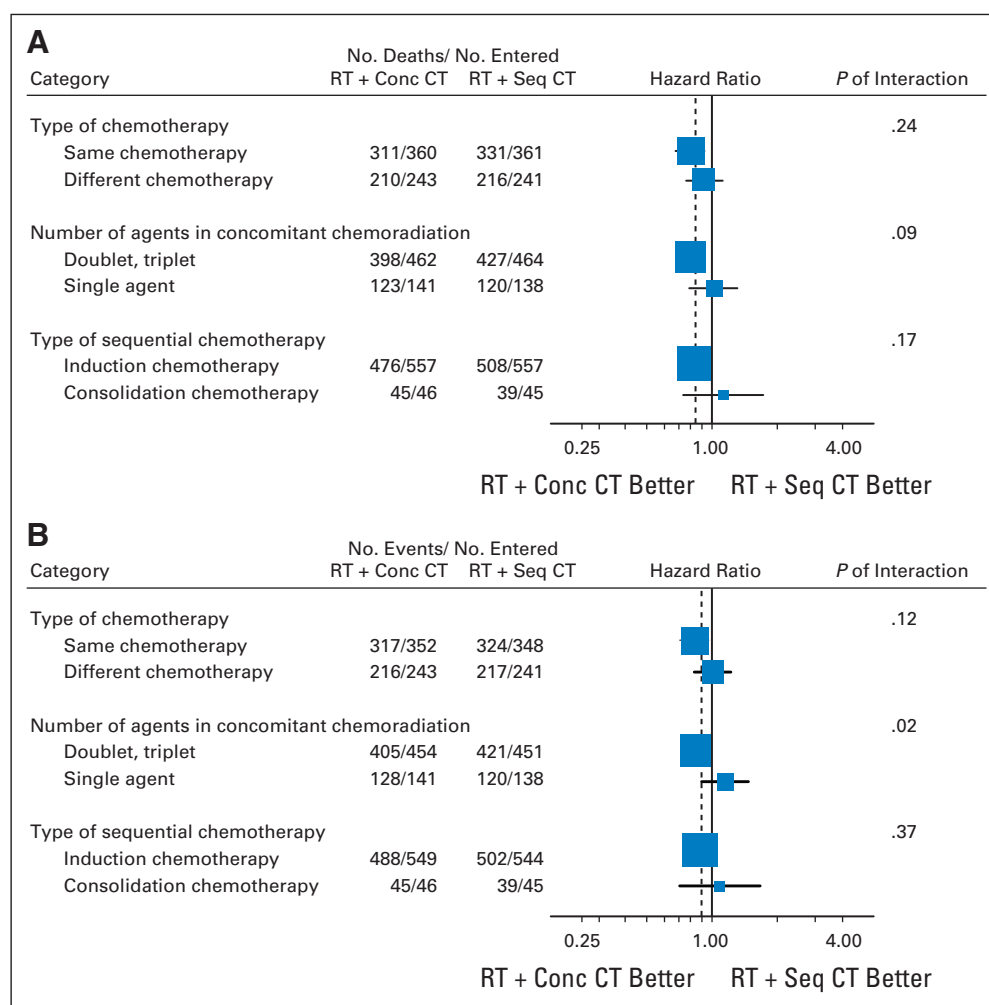 A
No. Deaths/ No. Entered
Category RT + Conc CT RT + Seq CT Hazard Ratio P of Interaction
Type of chemotherapy .24
Same chemotherapy 311/360 331/361
Different chemotherapy 210/243 216/241
Number of agents in concomitant chemoradiation .09
Doublet, triplet 398/462 427/464
Single agent 123/141 120/138
Type of sequential chemotherapy .17
Induction chemotherapy 476/557 508/557
Consolidation chemotherapy 45/46 39/45
0.25 1.00 4.00
RT + Conc CT Better RT + Seq CT Better
B
No. Events/ No. Entered
Category RT + Conc CT RT + Seq CT Hazard Ratio P of Interaction
Type of chemotherapy .12
Same chemotherapy 317/352 324/348
Different chemotherapy 216/243 217/241
Number of agents in concomitant chemoradiation .02
Doublet, triplet 405/454 421/451
Single agent 128/141 120/138
Type of sequential chemotherapy .37
Induction chemotherapy 488/549 502/544
Consolidation chemotherapy 45/46 39/45
0.25 1.00 4.00
RT + Conc CT Better RT + Seq CT Better